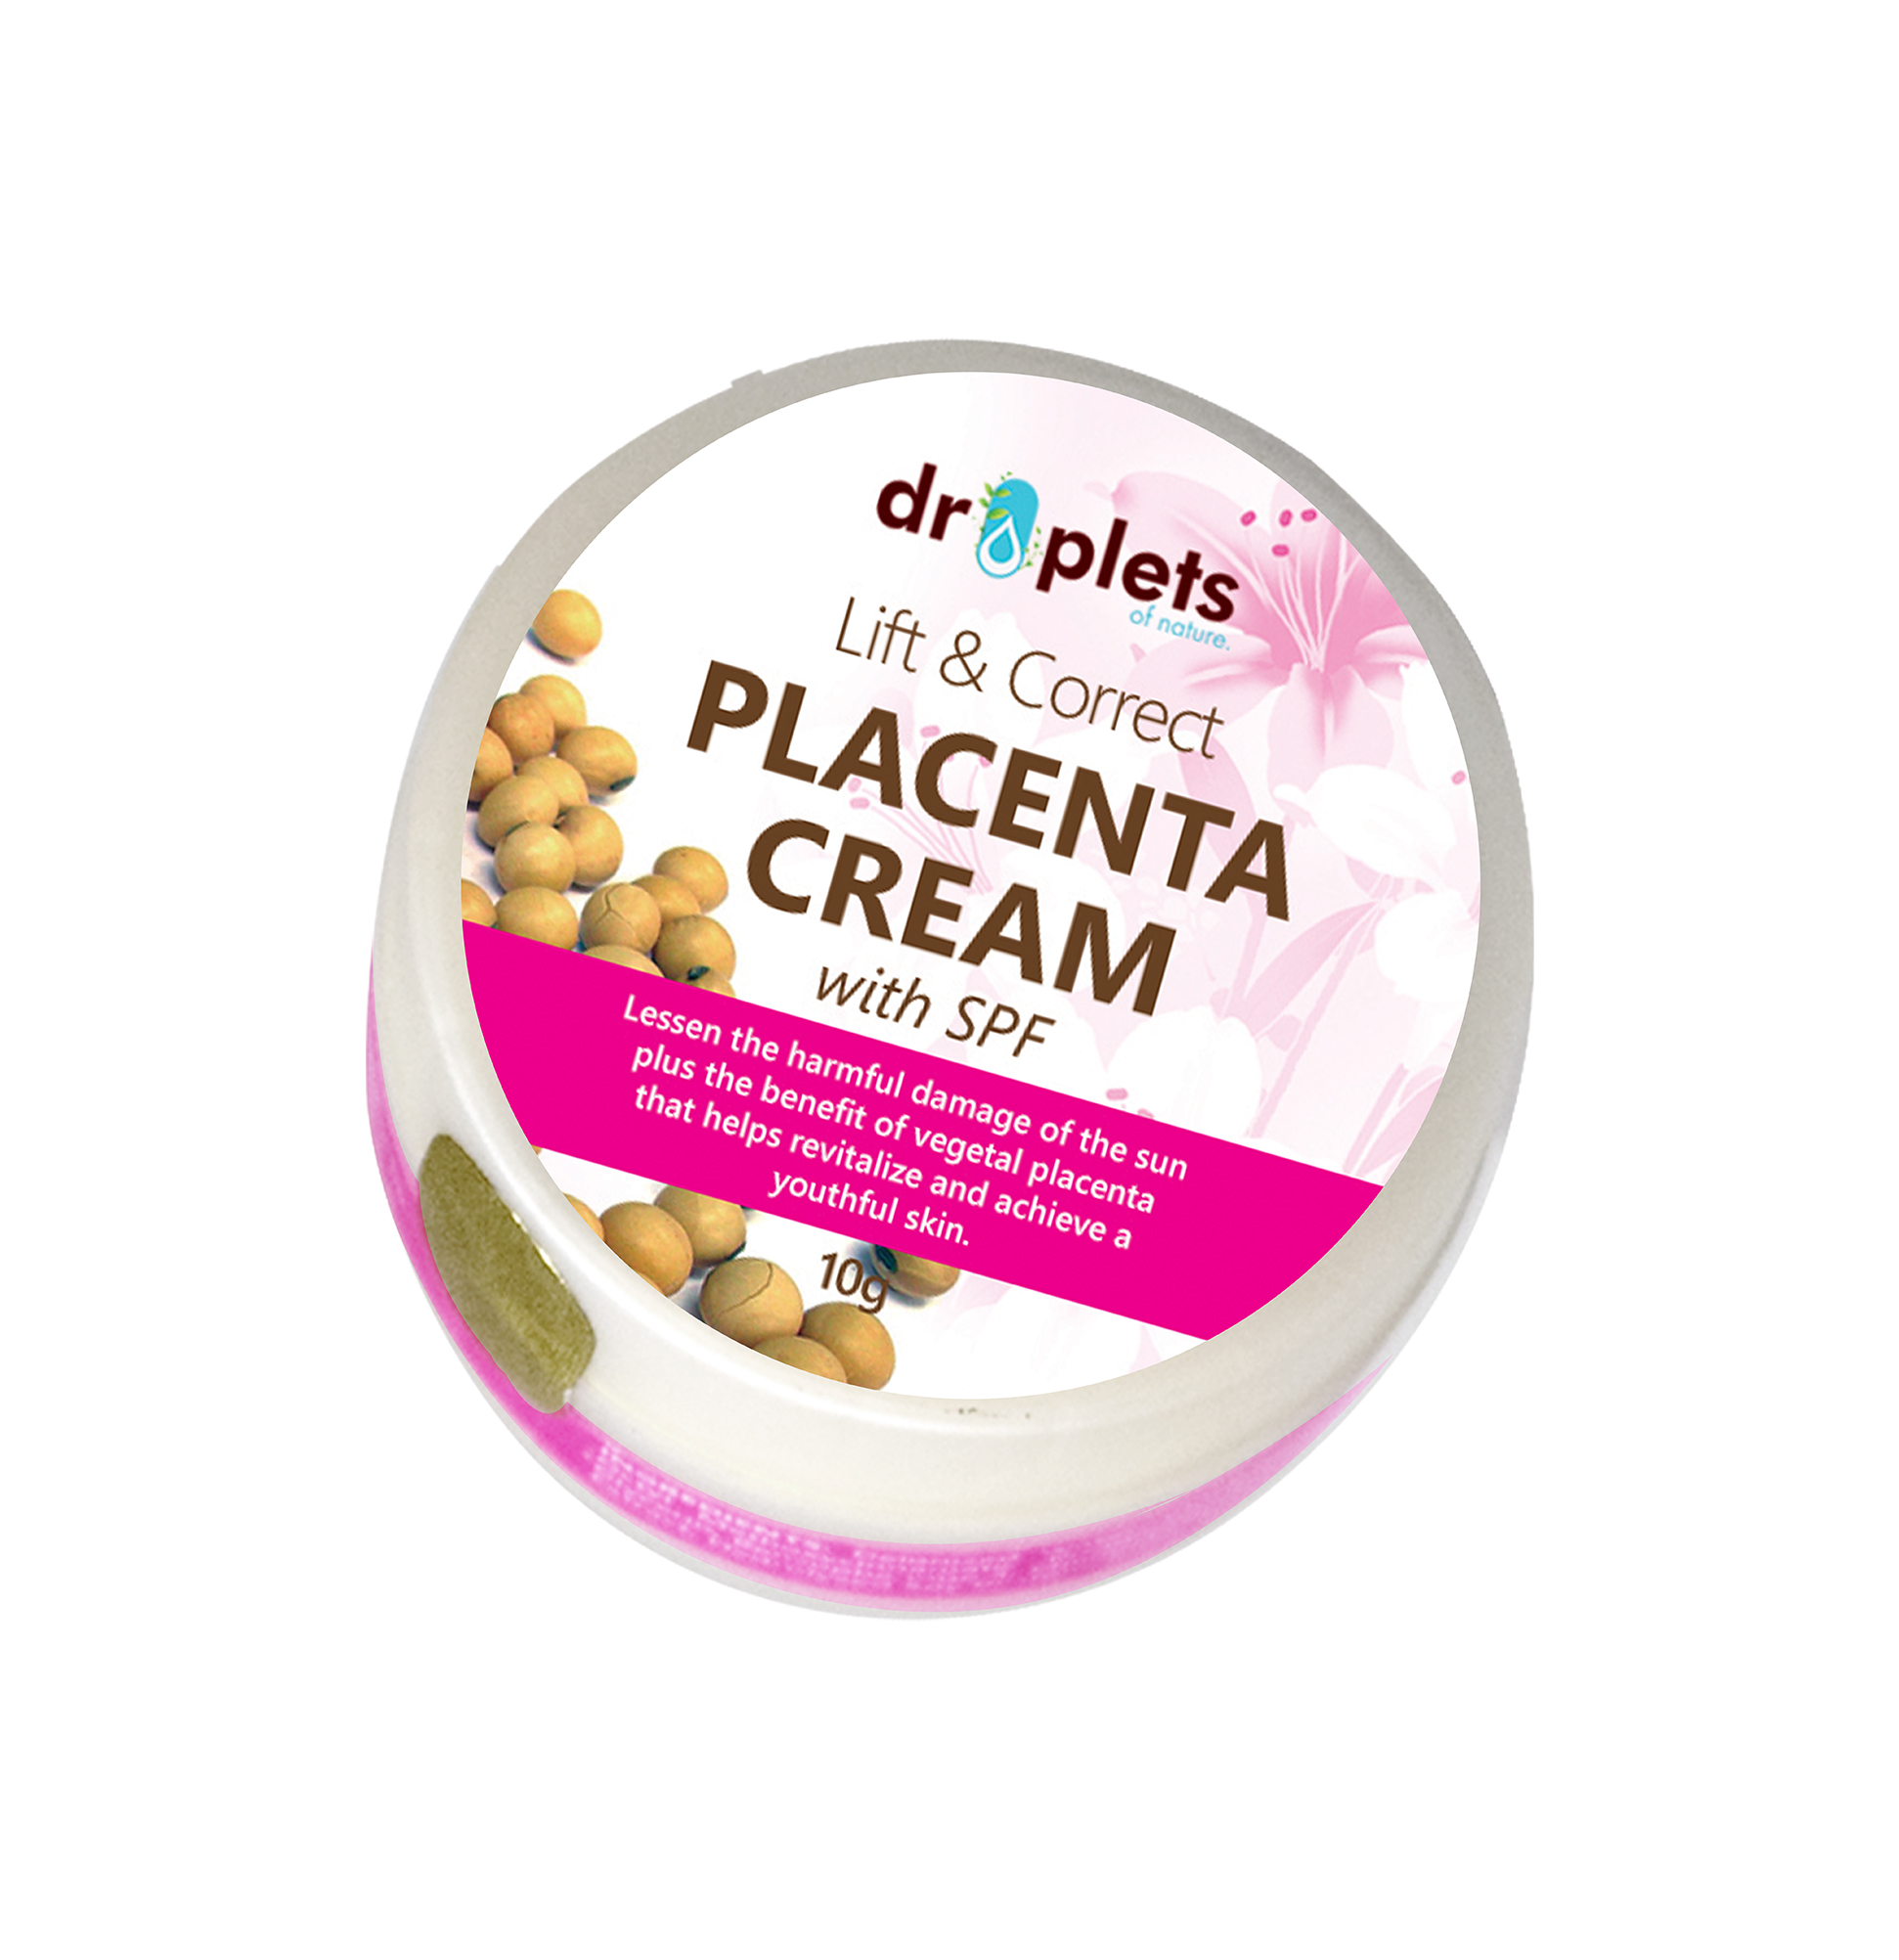 droplets
of nature.
Lift & Correct
PLACENTA
CREAM
with SPF
Lessen the harmful damage of the sun
plus the benefit of vegetal placenta
that helps revitalize and achieve a
youthful skin.
10g